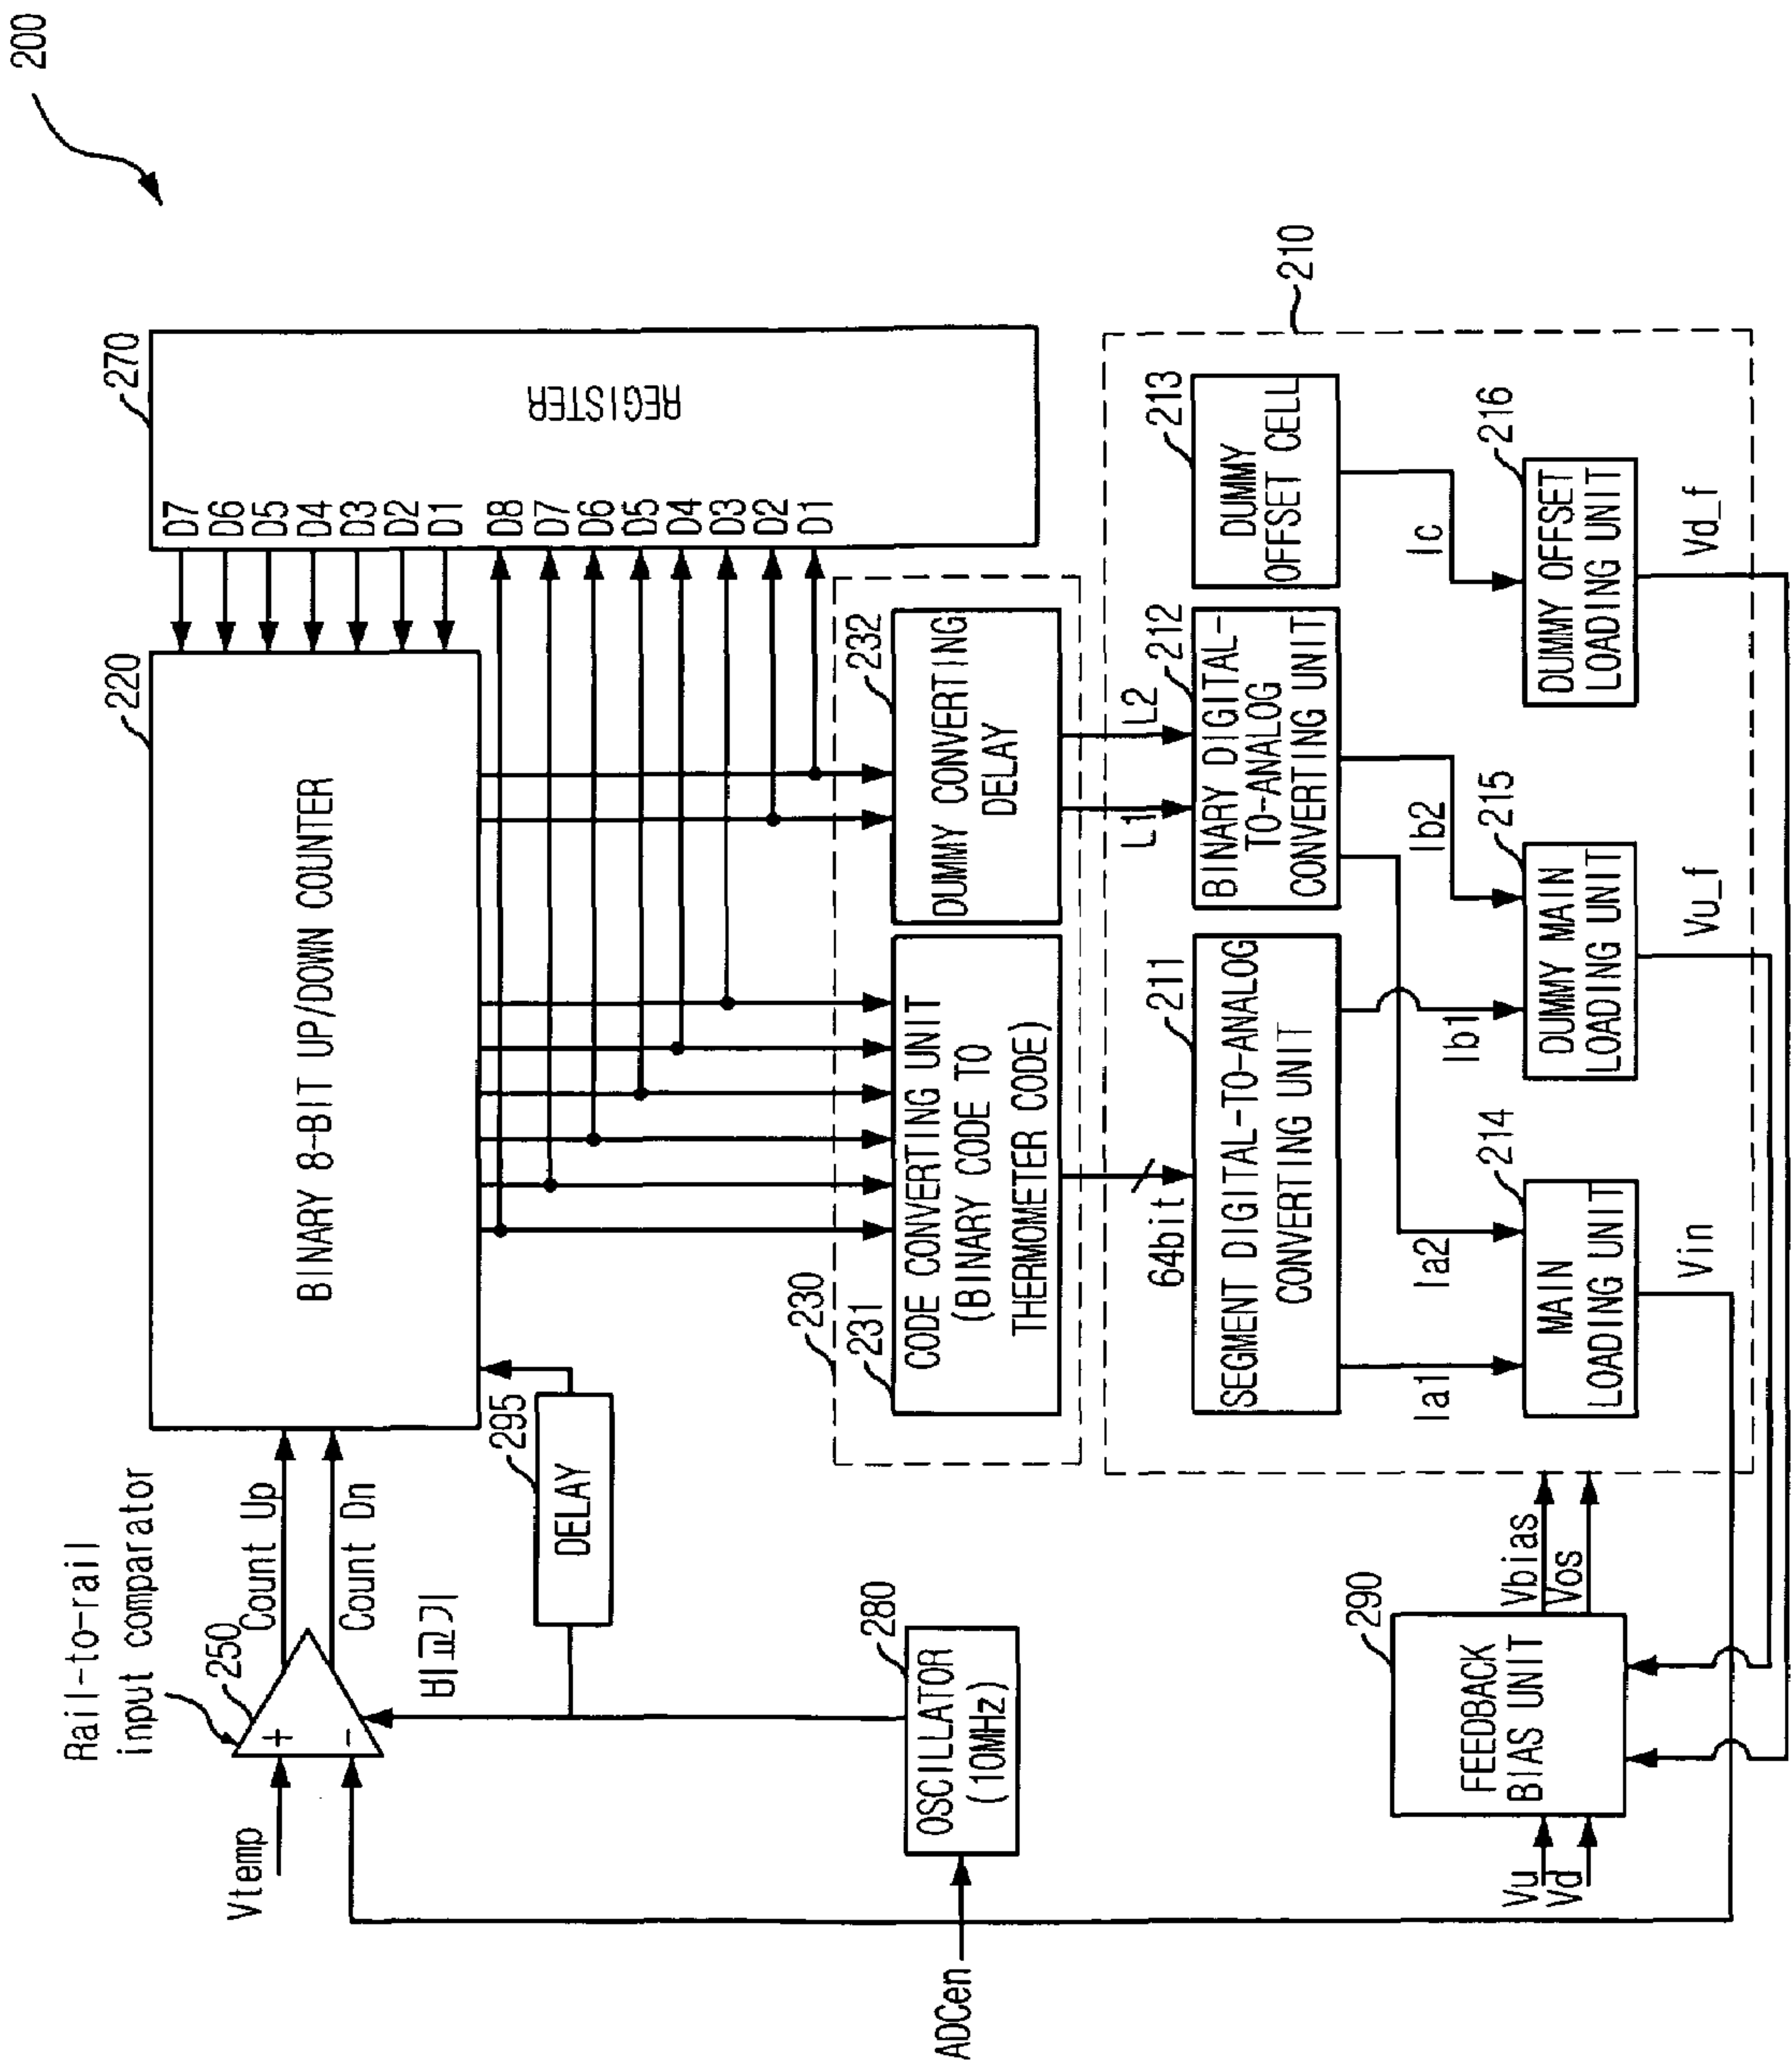 200
Rail-to-rail
input comparator
250
Vtemp
+
-
Count Up
Count Dn
비교기
220
BINARY 8-BIT UP/DOWN COUNTER
270
REGISTER
D7
D6
D5
D4
D3
D2
D1
D8
D7
D6
D5
D4
D3
D2
D1
295
DELAY
280
OSCILLATOR
(10MHz)
ADCen
230
231
CODE CONVERTING UNIT
(BINARY CODE TO
THERMOMETER CODE)
232
DUMMY CONVERTING
DELAY
64bit
L1
L2
210
211
SEGMENT DIGITAL-TO-ANALOG
CONVERTING UNIT
212
BINARY DIGITAL-
TO-ANALOG
CONVERTING UNIT
213
DUMMY
OFFSET CELL
Ia1
Ia2
Ib1
Ib2
Ic
214
MAIN
LOADING UNIT
215
DUMMY MAIN
LOADING UNIT
216
DUMMY OFFSET
LOADING UNIT
Vin
Vu_f
Vd_f
290
FEEDBACK
BIAS UNIT
Vu
Vd
Vbias
Vos